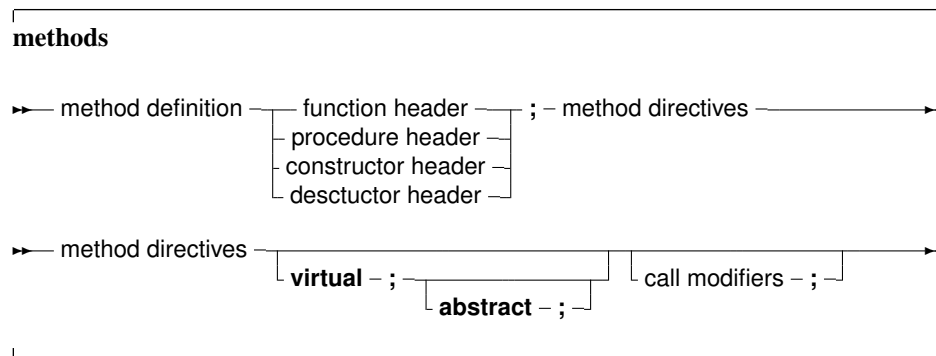 methods
method definition function header ; method directives
procedure header
constructor header
desctuctor header
method directives
virtual ; call modifiers ;
abstract ;